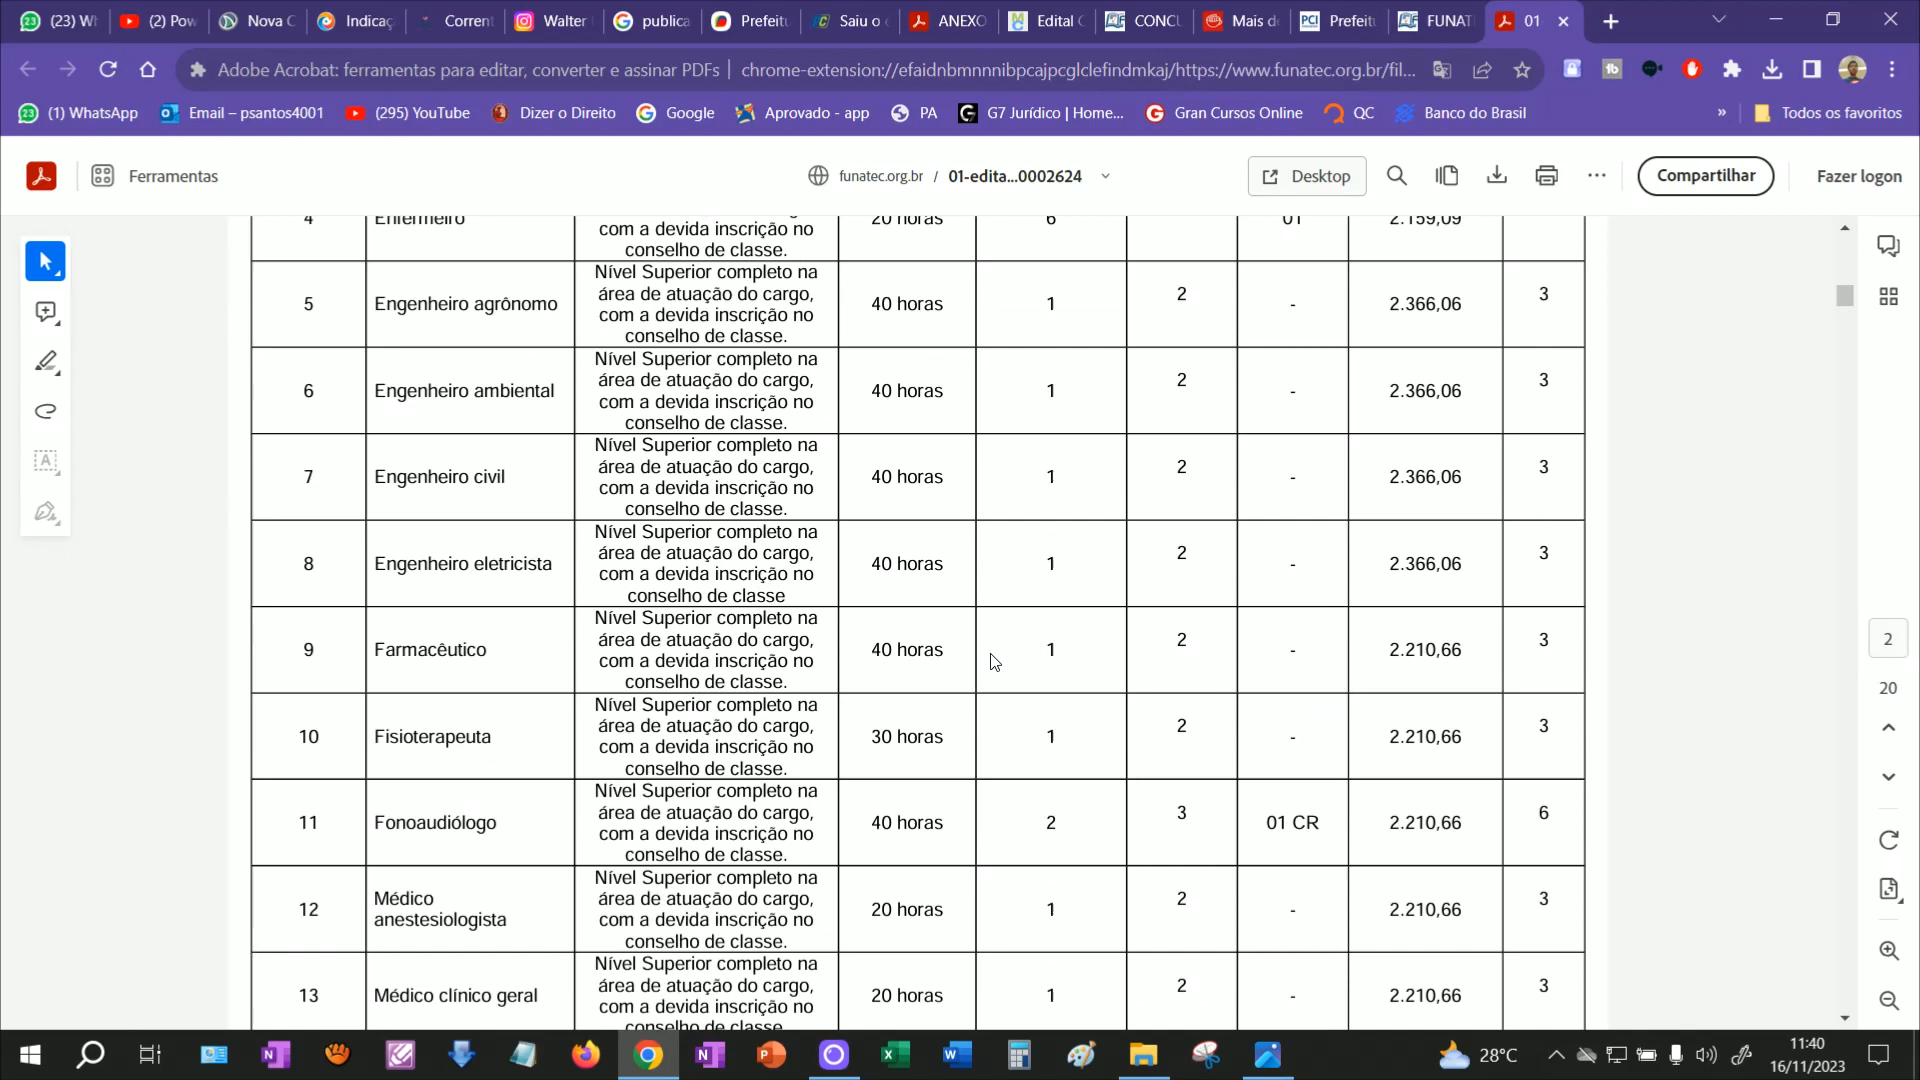 (23) W
(2) Pow
Nova C
Indicaç
Corrent
Walter
publica
Prefeitu
Saiu o e
ANEXO
Edital C
CONCU
Mais de
Prefeitu
FUNAT
01
Adobe Acrobat: ferramentas para editar, converter e assinar PDFs
chrome-extension://efaidnbmnnnibpcajpcglclefindmkaj/https://www.funatec.org.br/fil...
(1) WhatsApp
Email – psantos4001
(295) YouTube
Dizer o Direito
Google
Aprovado - app
PA
G7 Jurídico | Home...
Gran Cursos Online
QC
Banco do Brasil
»
Todos os favoritos
Ferramentas
funatec.org.br / 01-edita...0002624
Desktop
Compartilhar
Fazer logon
4 Enfermeiro 20 horas 6 01 2.159,09
com a devida inscrição no
conselho de classe.
Nível Superior completo na
área de atuação do cargo,
com a devida inscrição no
conselho de classe.
5 Engenheiro agrônomo 40 horas 1 2 - 2.366,06 3
Nível Superior completo na
área de atuação do cargo,
com a devida inscrição no
conselho de classe.
6 Engenheiro ambiental 40 horas 1 2 - 2.366,06 3
Nível Superior completo na
área de atuação do cargo,
com a devida inscrição no
conselho de classe.
7 Engenheiro civil 40 horas 1 2 - 2.366,06 3
Nível Superior completo na
área de atuação do cargo,
com a devida inscrição no
conselho de classe
8 Engenheiro eletricista 40 horas 1 2 - 2.366,06 3
Nível Superior completo na
área de atuação do cargo,
com a devida inscrição no
conselho de classe.
9 Farmacêutico 40 horas 1 2 - 2.210,66 3
Nível Superior completo na
área de atuação do cargo,
com a devida inscrição no
conselho de classe.
10 Fisioterapeuta 30 horas 1 2 - 2.210,66 3
Nível Superior completo na
área de atuação do cargo,
com a devida inscrição no
conselho de classe.
11 Fonoaudiólogo 40 horas 2 3 01 CR 2.210,66 6
Nível Superior completo na
área de atuação do cargo,
com a devida inscrição no
conselho de classe.
12 Médico
anestesiologista 20 horas 1 2 - 2.210,66 3
Nível Superior completo na
área de atuação do cargo,
com a devida inscrição no
conselho de classe
13 Médico clínico geral 20 horas 1 2 - 2.210,66 3
2
20
28°C
11:40
16/11/2023